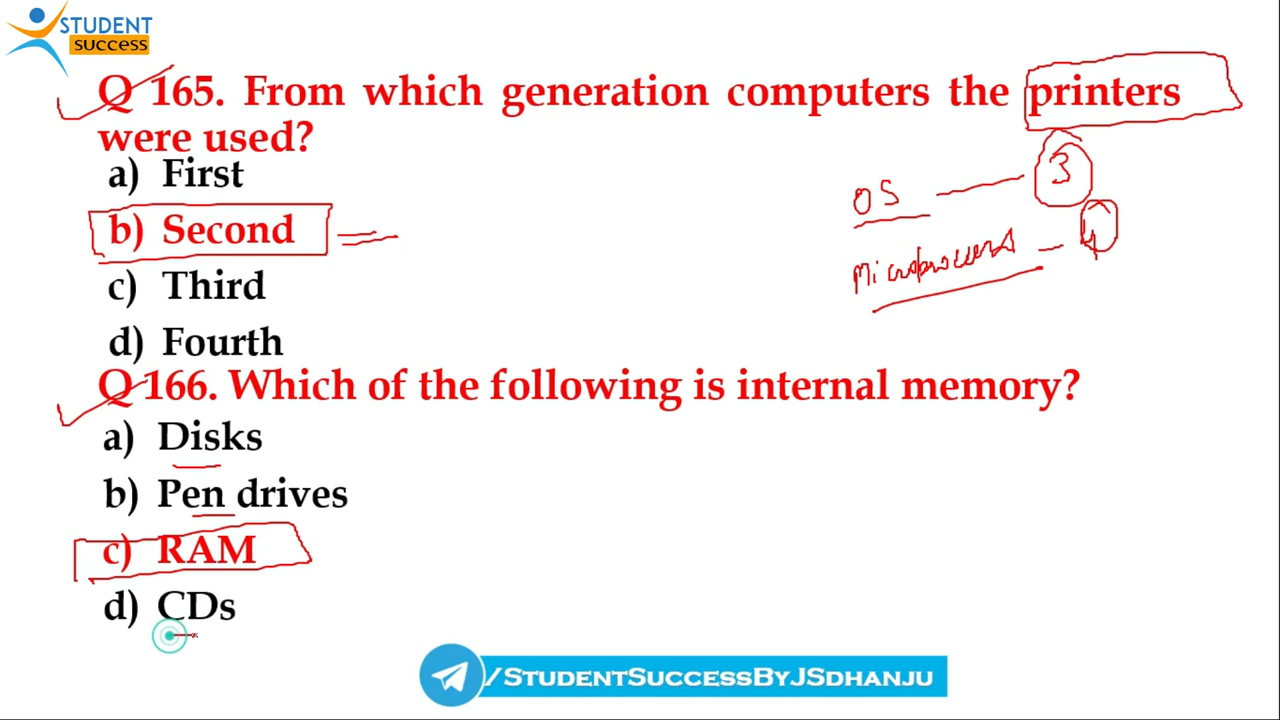 STUDENT
success
Q 165. From which generation computers the printers
were used?
a) First
b) Second
c) Third
d) Fourth
OS — 3
Microprocessor — 4
Q 166. Which of the following is internal memory?
a) Disks
b) Pen drives
c) RAM
d) CDs
/StudentSuccessByJSdhanju